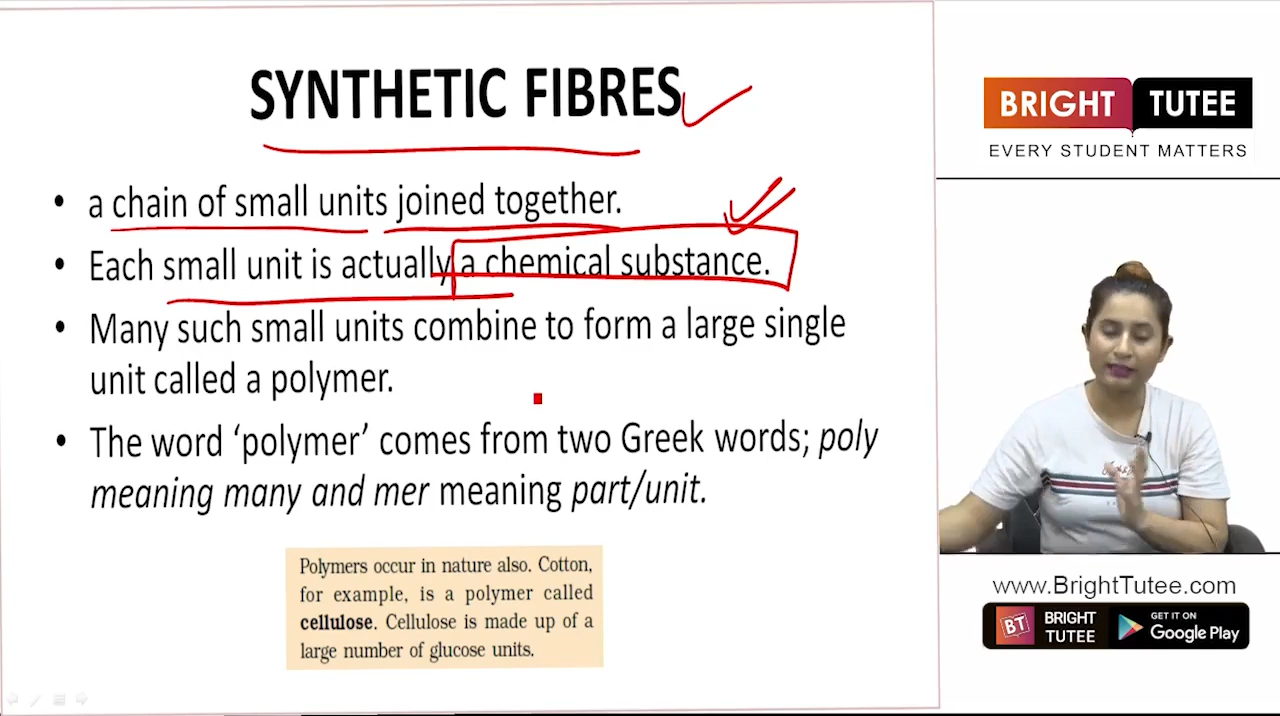 SYNTHETIC FIBRES
• a chain of small units joined together.
• Each small unit is actually a chemical substance.
• Many such small units combine to form a large single
unit called a polymer.
• The word ‘polymer’ comes from two Greek words; poly
meaning many and mer meaning part/unit.
Polymers occur in nature also. Cotton,
for example, is a polymer called
cellulose. Cellulose is made up of a
large number of glucose units.
BRIGHT TUTEE
EVERY STUDENT MATTERS
www.BrightTutee.com
BT
BRIGHT
TUTEE
GET IT ON
Google Play